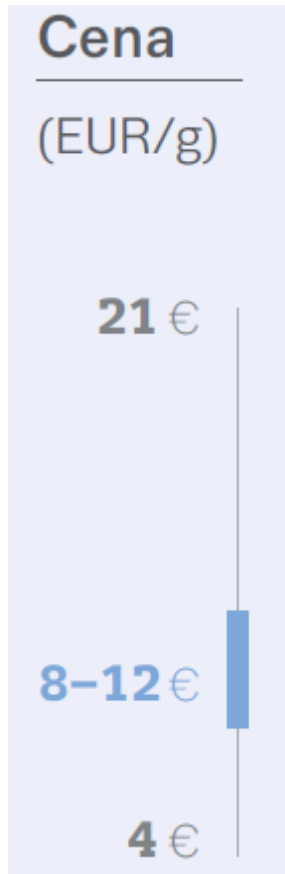 Cena
(EUR/g)
21 €
8–12 €
4 €